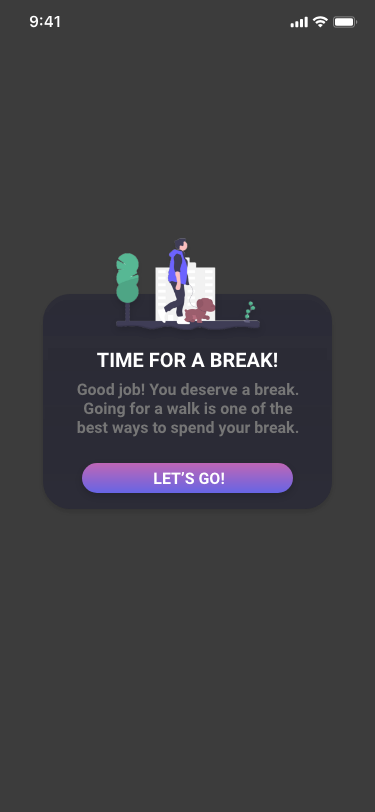 9:41
TIME FOR A BREAK!
Good job! You deserve a break.
Going for a walk is one of the
best ways to spend your break.
LET’S GO!